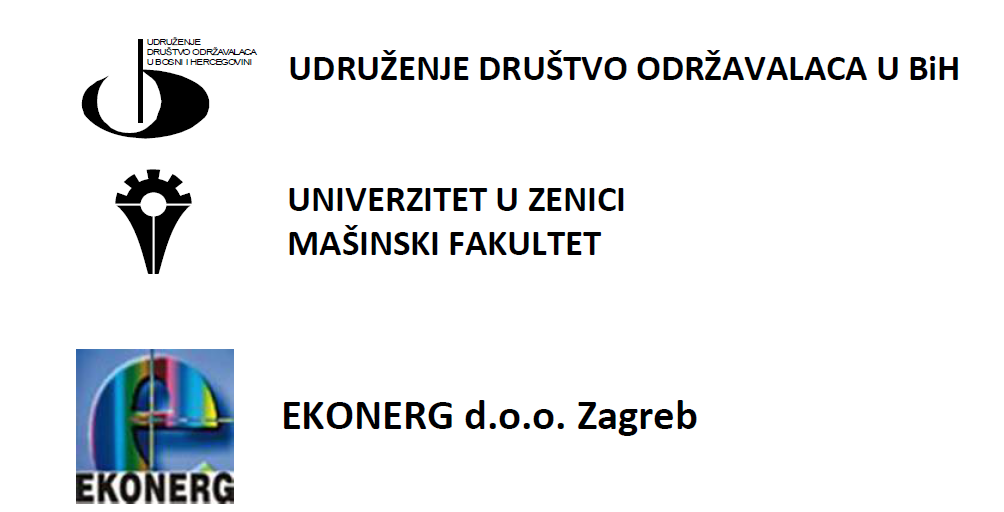 UDRUŽENJE
DRUŠTVO ODRŽAVALACA
U BOSNI I HERCEGOVINI
UDRUŽENJE DRUŠTVO ODRŽAVALACA U BiH
UNIVERZITET U ZENICI
MAŠINSKI FAKULTET
EKONERG
EKONERG d.o.o. Zagreb